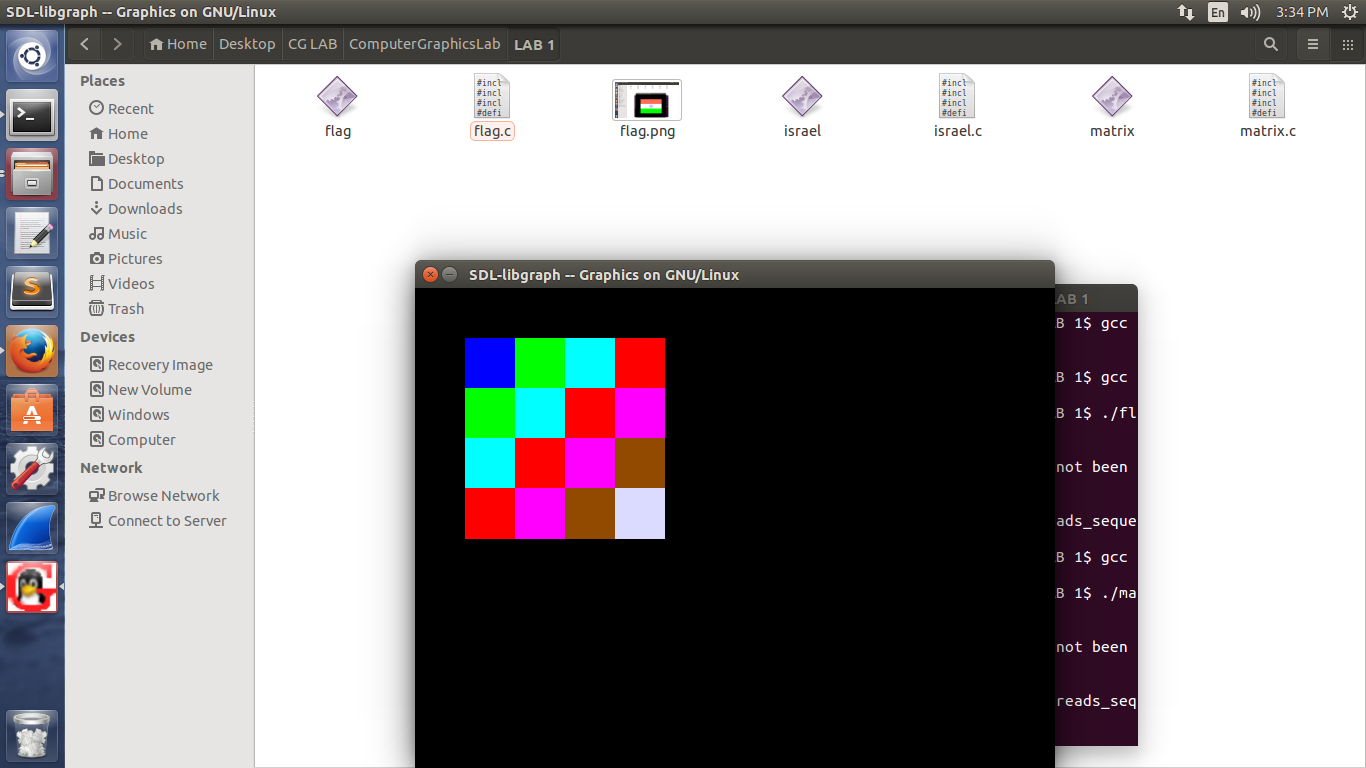 SDL-libgraph -- Graphics on GNU/Linux
En
3:34 PM
Home
Desktop
CG LAB
ComputerGraphicsLab
LAB 1
Places
Recent
Home
Desktop
Documents
Downloads
Music
Pictures
Videos
Trash
Devices
Recovery Image
New Volume
Windows
Computer
Network
Browse Network
Connect to Server
#incl
#incl
#incl
#defi
#incl
#incl
#incl
#defi
#incl
#incl
#incl
#defi
flag
flag.c
flag.png
israel
israel.c
matrix
matrix.c
SDL-libgraph -- Graphics on GNU/Linux
AB 1
B 1$ gcc
B 1$ gcc
B 1$ ./fl
not been
ads_seque
B 1$ gcc
B 1$ ./ma
not been
reads_seq